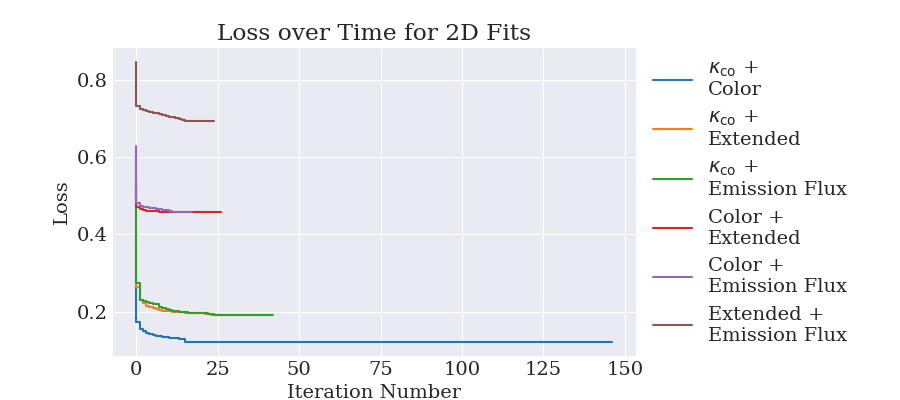 Loss over Time for 2D Fits
Loss
0.8
0.6
0.4
0.2
0
25
50
75
100
125
150
Iteration Number
κco +
Color
κco +
Extended
κco +
Emission Flux
Color +
Extended
Color +
Emission Flux
Extended +
Emission Flux